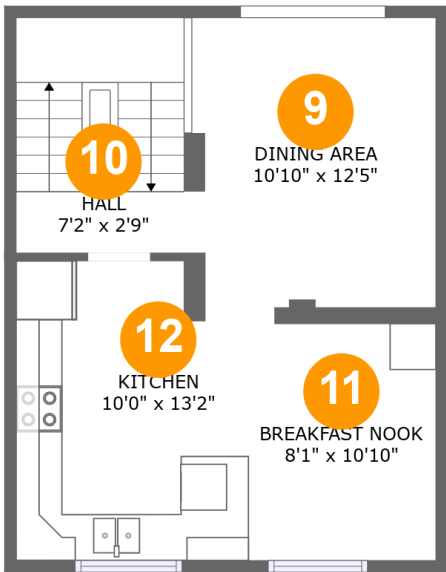 9
DINING AREA
10'10" x 12'5"
10
HALL
7'2" x 2'9"
12
KITCHEN
10'0" x 13'2"
11
BREAKFAST NOOK
8'1" x 10'10"